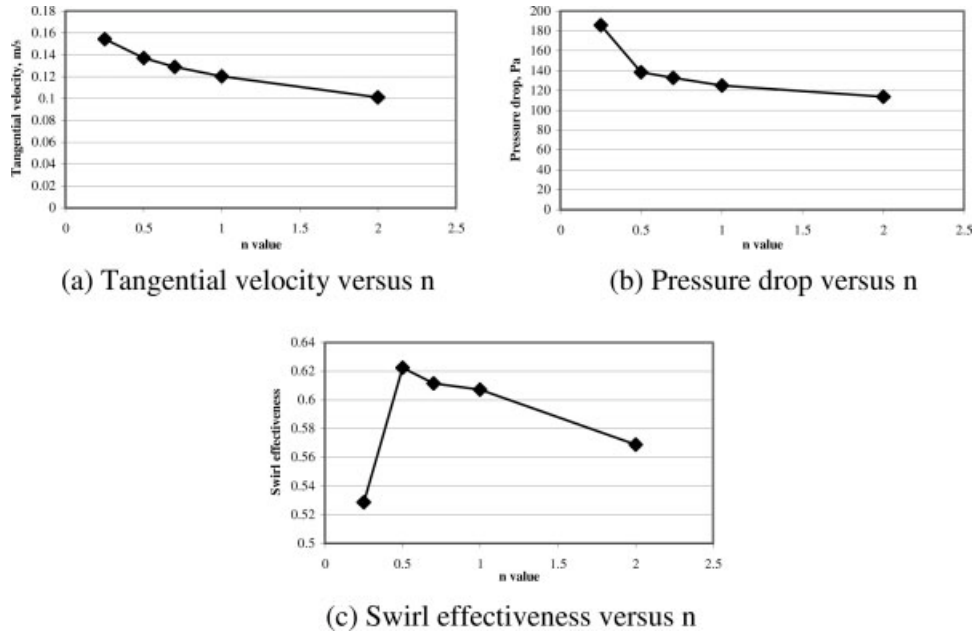 0.18
0.16
0.14
0.12
0.1
0.08
0.06
0.04
0.02
0
Tangential velocity, m/s
0 0.5 1 1.5 2 2.5
n value
(a) Tangential velocity versus n
200
180
160
140
120
100
80
60
40
20
0
Pressure drop, Pa
0 0.5 1 1.5 2 2.5
n value
(b) Pressure drop versus n
0.64
0.62
0.6
0.58
0.56
0.54
0.52
0.5
Swirl effectiveness
0 0.5 1 1.5 2 2.5
n value
(c) Swirl effectiveness versus n